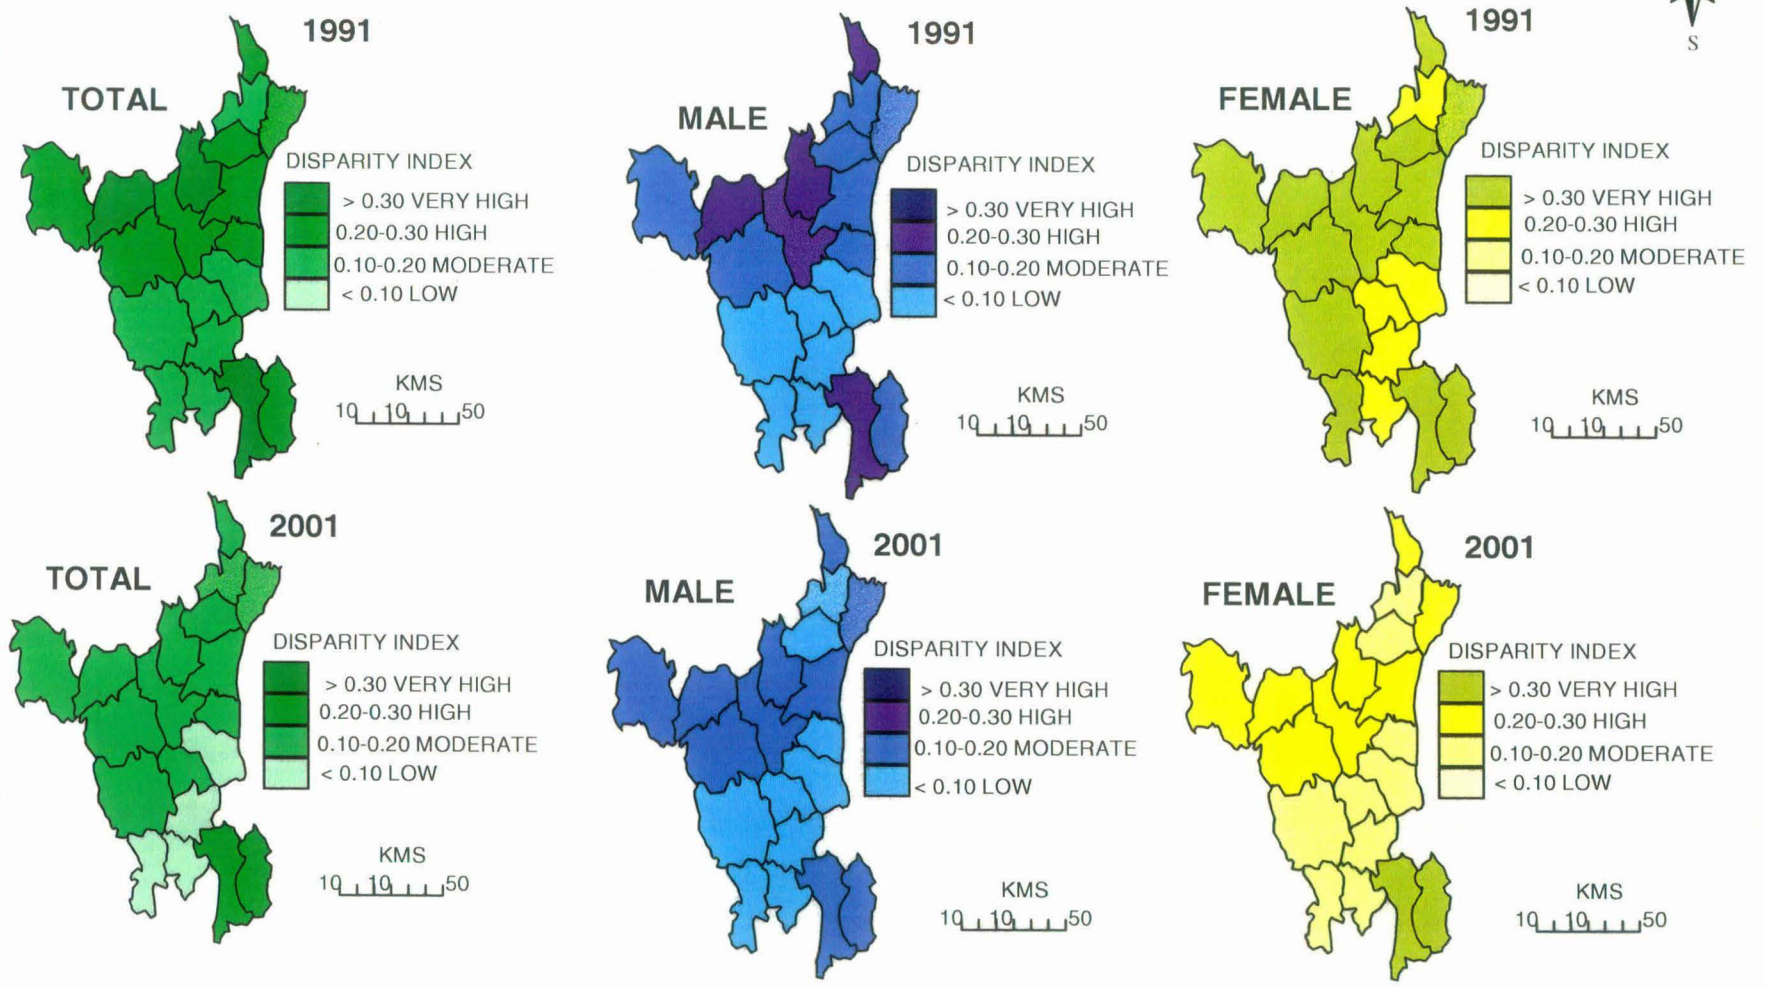 1991
TOTAL
DISPARITY INDEX
> 0.30 VERY HIGH
0.20-0.30 HIGH
0.10-0.20 MODERATE
< 0.10 LOW
KMS
10 10 50
1991
MALE
DISPARITY INDEX
> 0.30 VERY HIGH
0.20-0.30 HIGH
0.10-0.20 MODERATE
< 0.10 LOW
KMS
10 10 50
1991
S
FEMALE
DISPARITY INDEX
> 0.30 VERY HIGH
0.20-0.30 HIGH
0.10-0.20 MODERATE
< 0.10 LOW
KMS
10 10 50
2001
TOTAL
DISPARITY INDEX
> 0.30 VERY HIGH
0.20-0.30 HIGH
0.10-0.20 MODERATE
< 0.10 LOW
KMS
10 10 50
2001
MALE
DISPARITY INDEX
> 0.30 VERY HIGH
0.20-0.30 HIGH
0.10-0.20 MODERATE
< 0.10 LOW
KMS
10 10 50
2001
FEMALE
DISPARITY INDEX
> 0.30 VERY HIGH
0.20-0.30 HIGH
0.10-0.20 MODERATE
< 0.10 LOW
KMS
10 10 50